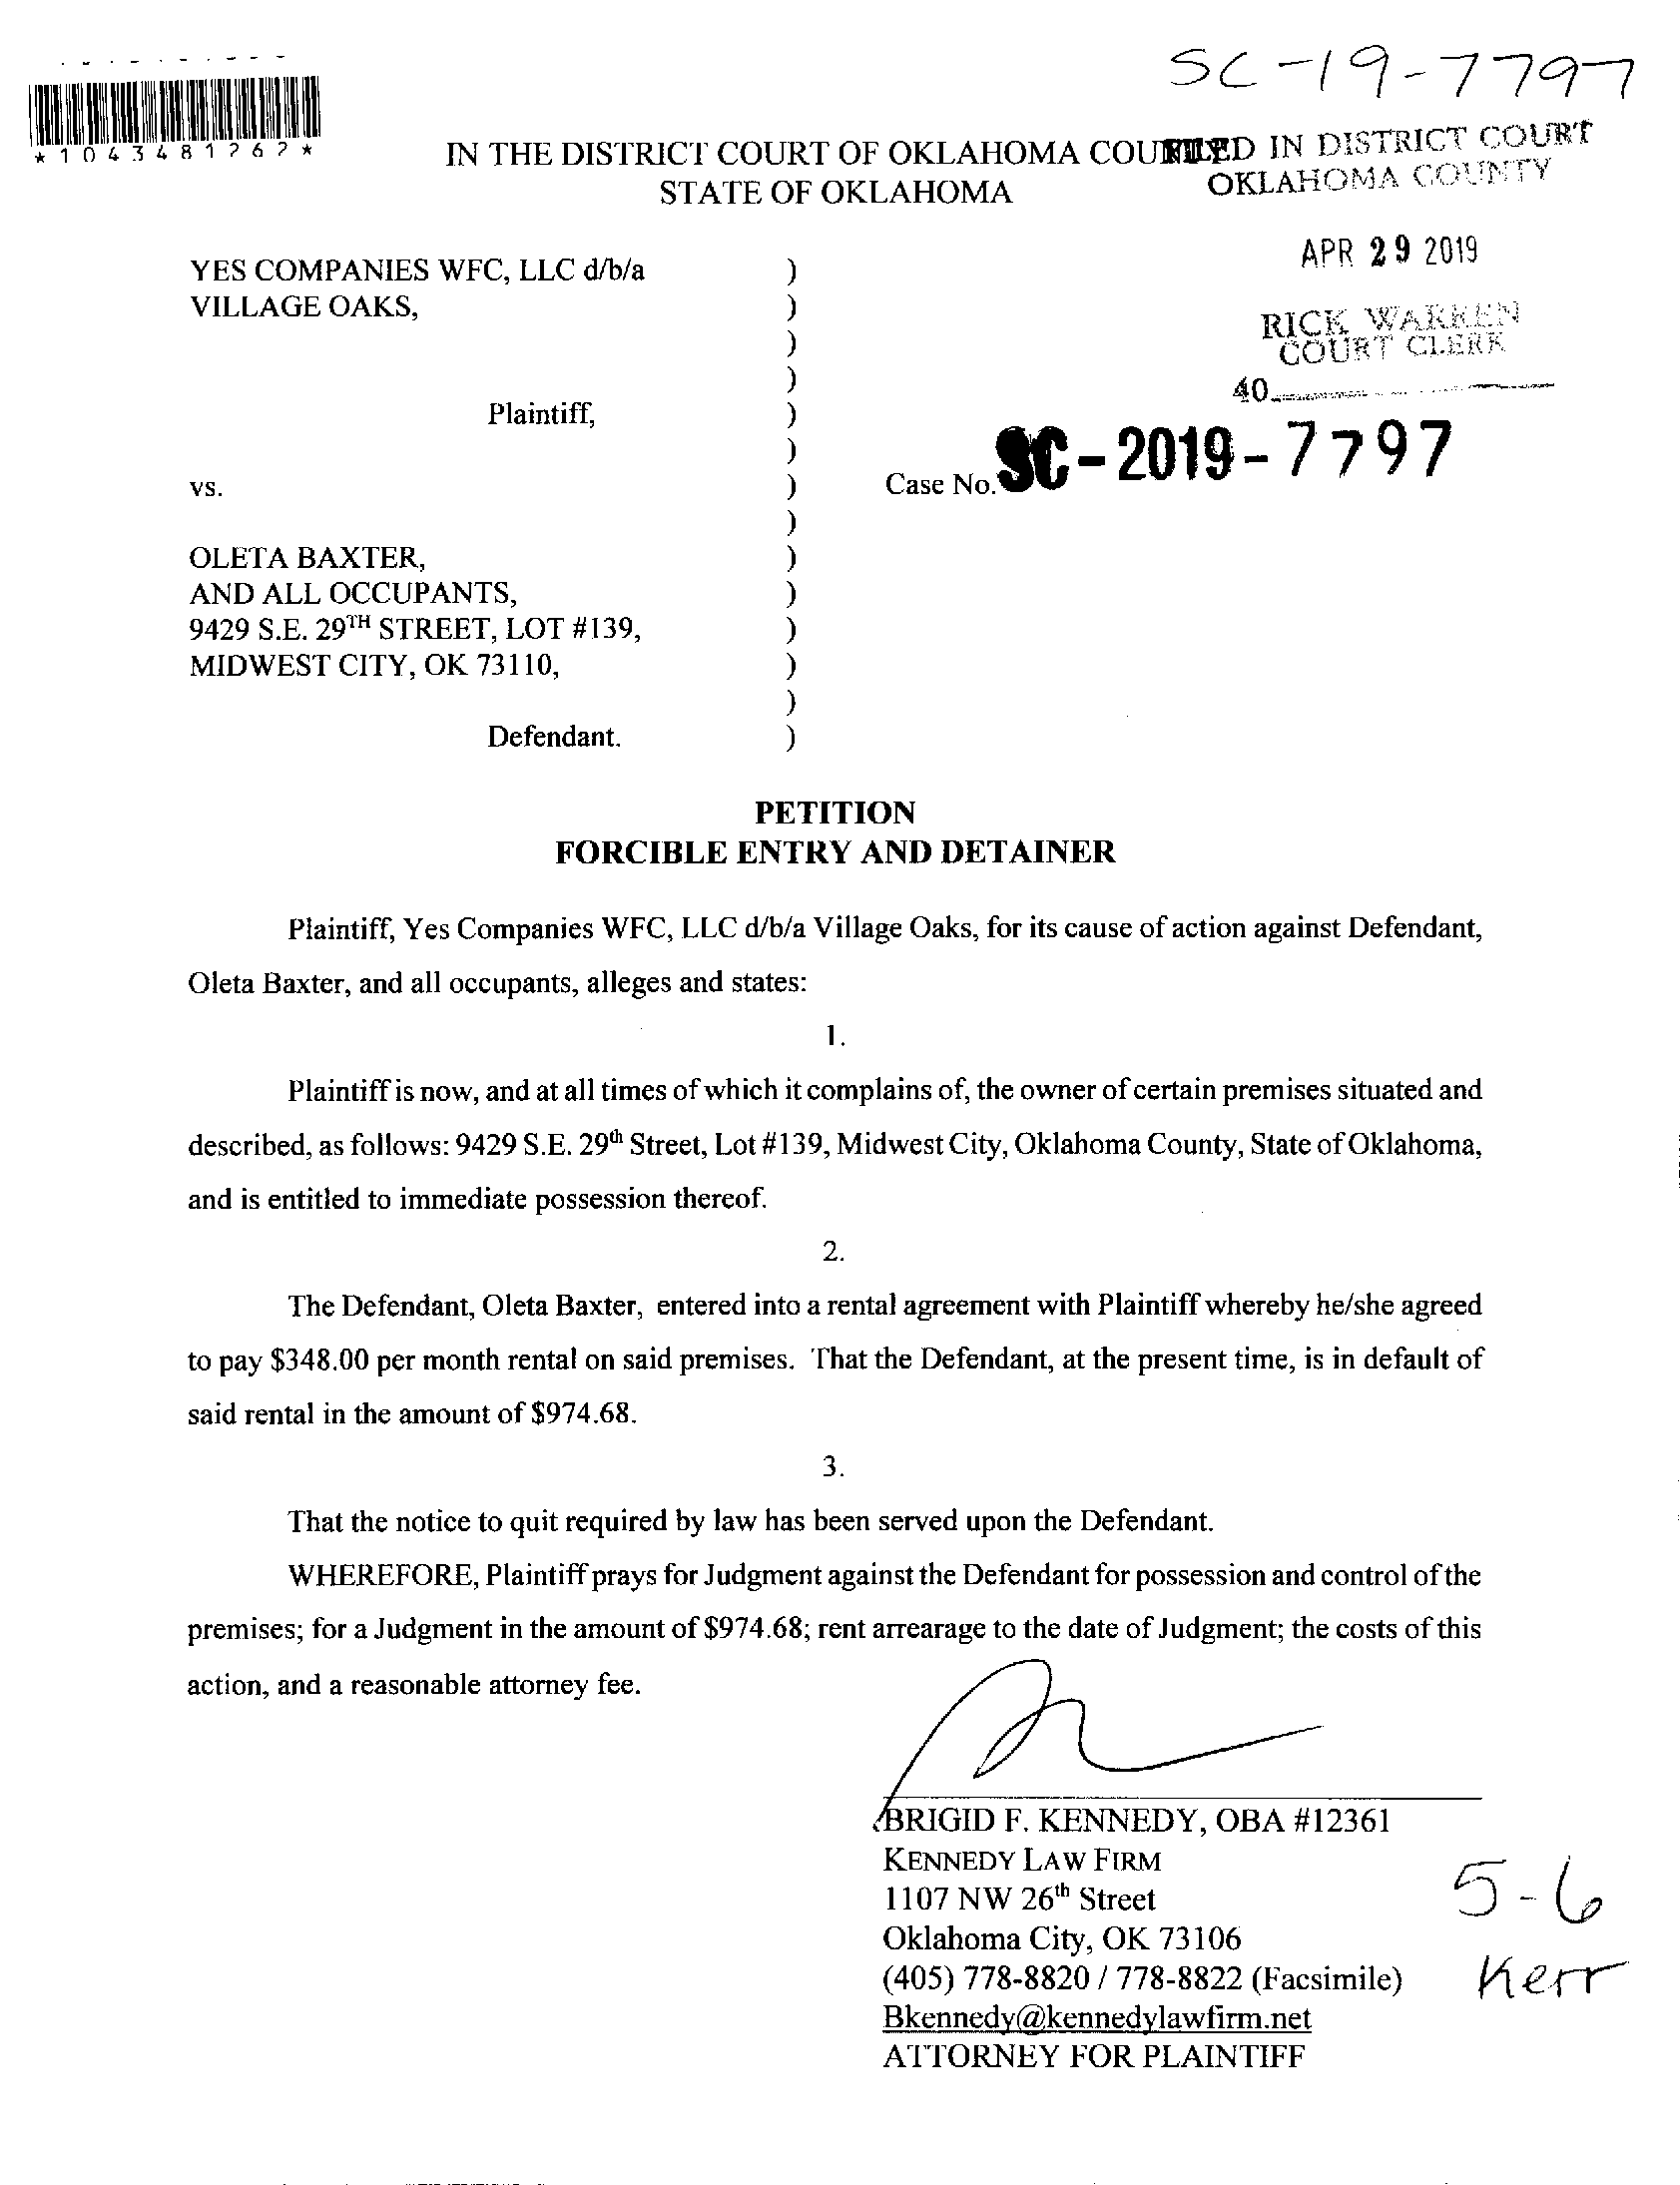 SC-19-7797
*1043481262*
IN THE DISTRICT COURT OF OKLAHOMA COUNTY
STATE OF OKLAHOMA
FILED IN DISTRICT COURT
OKLAHOMA COUNTY
APR 29 2019
RICK WARREN
COURT CLERK
40
YES COMPANIES WFC, LLC d/b/a )
VILLAGE OAKS, )
)
)
Plaintiff, )
)
vs. ) Case No. SC-2019-7797
)
OLETA BAXTER, )
AND ALL OCCUPANTS, )
9429 S.E. 29TH STREET, LOT #139, )
MIDWEST CITY, OK 73110, )
)
Defendant. )
PETITION
FORCIBLE ENTRY AND DETAINER
Plaintiff, Yes Companies WFC, LLC d/b/a Village Oaks, for its cause of action against Defendant,
Oleta Baxter, and all occupants, alleges and states:
1.
Plaintiff is now, and at all times of which it complains of, the owner of certain premises situated and
described, as follows: 9429 S.E. 29th Street, Lot #139, Midwest City, Oklahoma County, State of Oklahoma,
and is entitled to immediate possession thereof.
2.
The Defendant, Oleta Baxter, entered into a rental agreement with Plaintiff whereby he/she agreed
to pay $348.00 per month rental on said premises. That the Defendant, at the present time, is in default of
said rental in the amount of $974.68.
3.
That the notice to quit required by law has been served upon the Defendant.
WHEREFORE, Plaintiff prays for Judgment against the Defendant for possession and control of the
premises; for a Judgment in the amount of $974.68; rent arrearage to the date of Judgment; the costs of this
action, and a reasonable attorney fee.
BRIGID F. KENNEDY, OBA #12361
KENNEDY LAW FIRM
1107 NW 26th Street
Oklahoma City, OK 73106
(405) 778-8820 / 778-8822 (Facsimile)
Bkennedy@kennedylawfirm.net
ATTORNEY FOR PLAINTIFF
5-6
Kerr